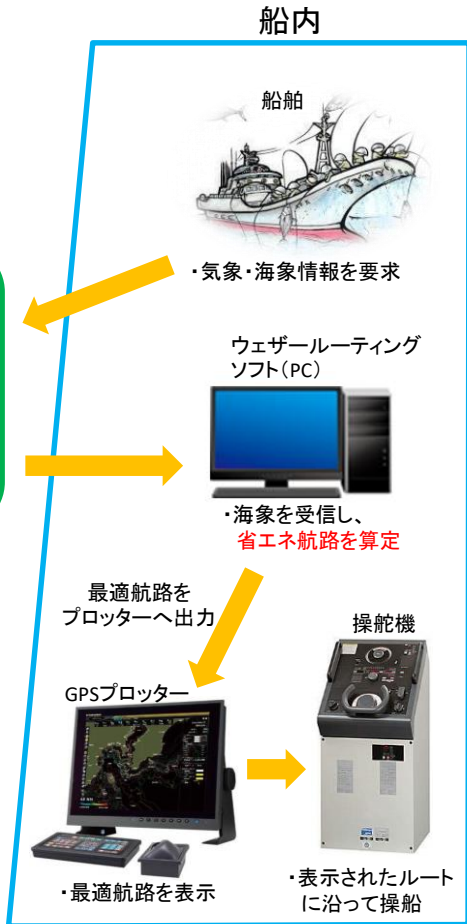 船内
船舶
・気象・海象情報を要求
ウェザールーティング
ソフト(PC)
・海象を受信し、
省エネ航路を算定
最適航路を
プロッターへ出力
操舵機
GPSプロッター
・最適航路を表示
・表示されたルート
に沿って操船